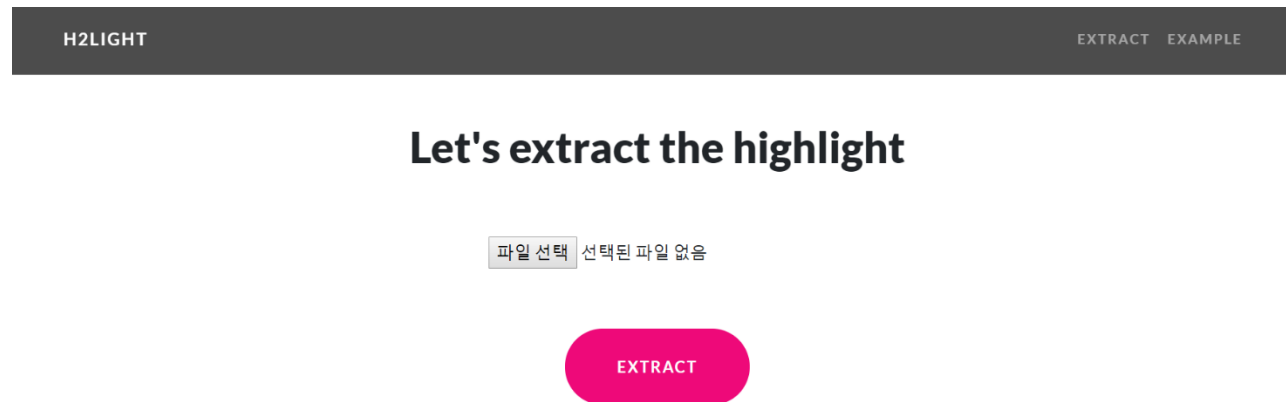 H2LIGHT EXTRACT EXAMPLE
Let's extract the highlight
파일 선택 선택된 파일 없음
EXTRACT